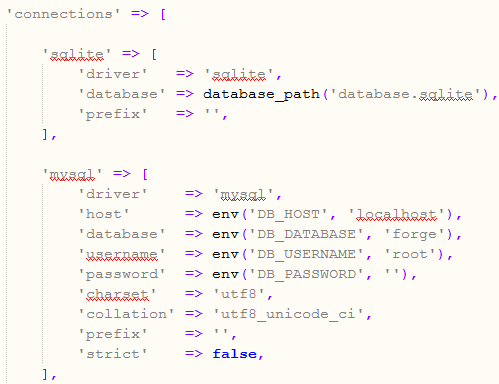 'connections' => [
'sqlite' => [
'driver' => 'sqlite',
'database' => database_path('database.sqlite'),
'prefix' => '',
],
'mysql' => [
'driver' => 'mysql',
'host' => env('DB_HOST', 'localhost'),
'database' => env('DB_DATABASE', 'forge'),
'username' => env('DB_USERNAME', 'root'),
'password' => env('DB_PASSWORD', ''),
'charset' => 'utf8',
'collation' => 'utf8_unicode_ci',
'prefix' => '',
'strict' => false,
],